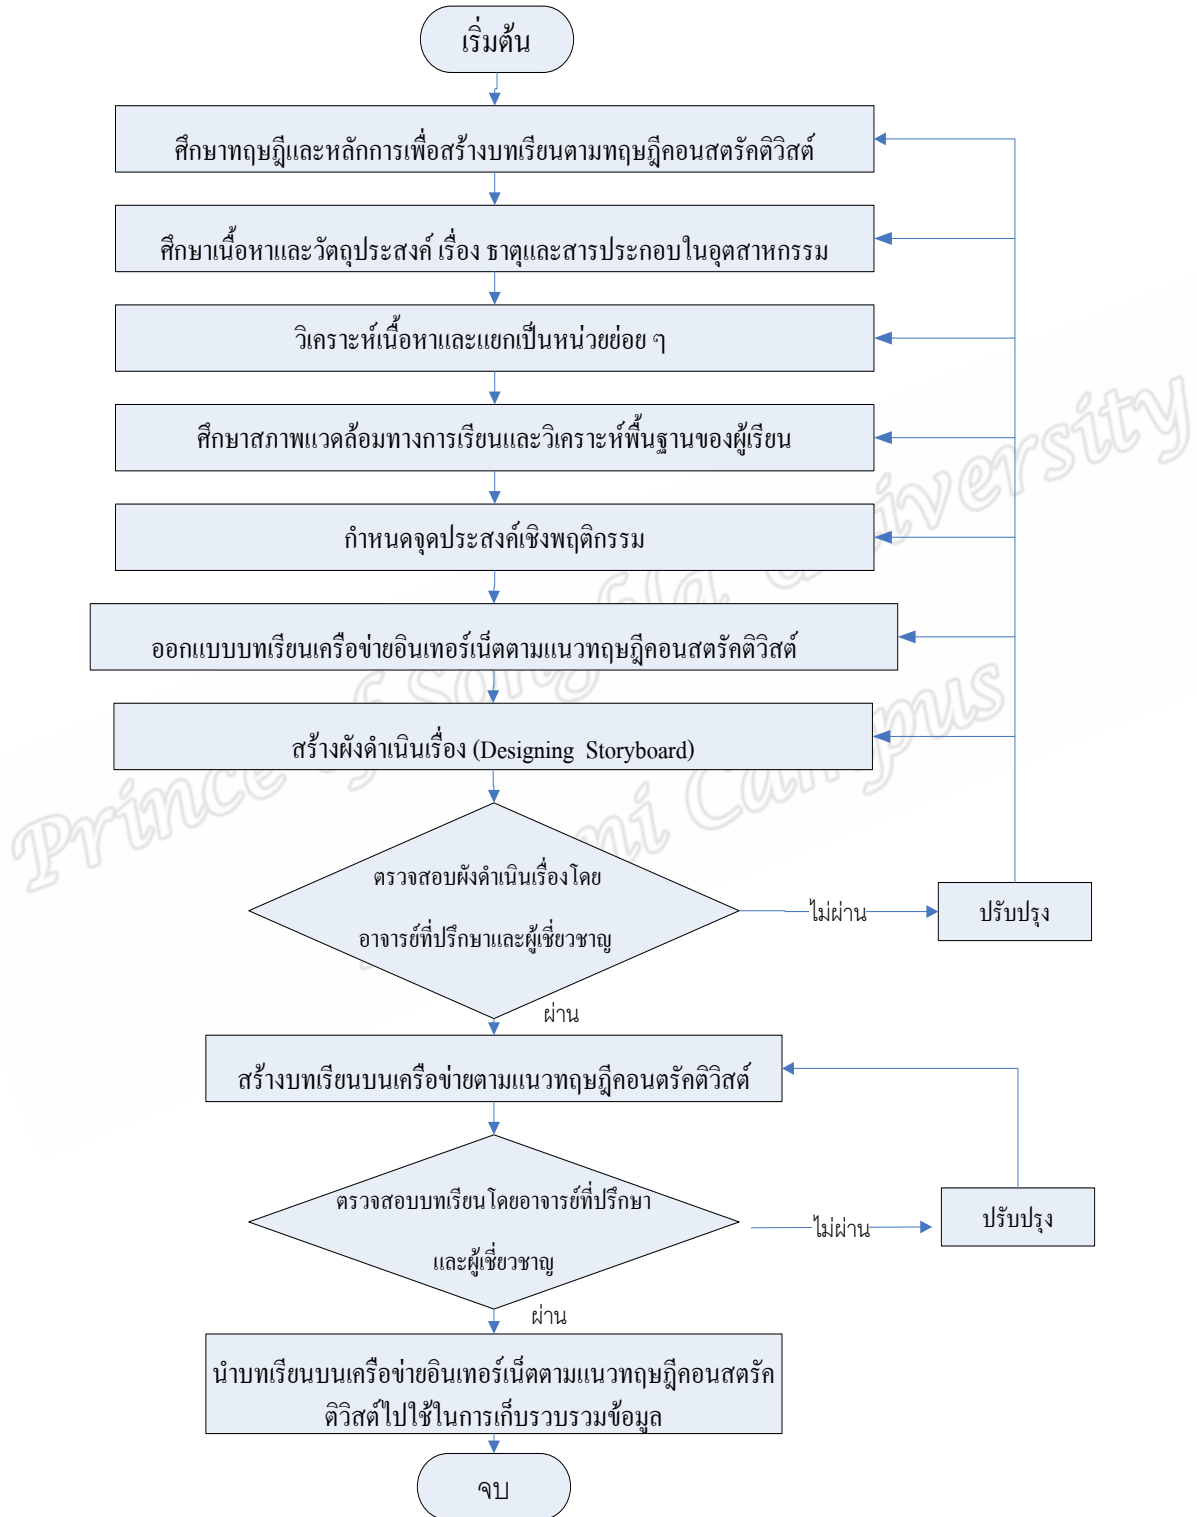 เริ่มต้น
ศึกษาทฤษฎีและหลักการเพื่อสร้างบทเรียนตามทฤษฎีคอนสตรัคติวิสต์
ศึกษาเนื้อหาและวัตถุประสงค์ เรื่อง ธาตุและสารประกอบในอุตสาหกรรม
วิเคราะห์เนื้อหาและแยกเป็นหน่วยย่อย ๆ
ศึกษาสภาพแวดล้อมทางการเรียนและวิเคราะห์พื้นฐานของผู้เรียน
กำหนดจุดประสงค์เชิงพฤติกรรม
ออกแบบบทเรียนเครือข่ายอินเทอร์เน็ตตามแนวทฤษฎีคอนสตรัคติวิสต์
สร้างผังดำเนินเรื่อง (Designing Storyboard)
ตรวจสอบผังดำเนินเรื่องโดย
อาจารย์ที่ปรึกษาและผู้เชี่ยวชาญ
ไม่ผ่าน
ปรับปรุง
ผ่าน
สร้างบทเรียนบนเครือข่ายตามแนวทฤษฎีคอนตรัคติวิสต์
ตรวจสอบบทเรียนโดยอาจารย์ที่ปรึกษา
และผู้เชี่ยวชาญ
ไม่ผ่าน
ปรับปรุง
ผ่าน
นำบทเรียนบนเครือข่ายอินเทอร์เน็ตตามแนวทฤษฎีคอนสตรัค
ติวิสต์ไปใช้ในการเก็บรวบรวมข้อมูล
จบ
Prince of Songkla University
Campus